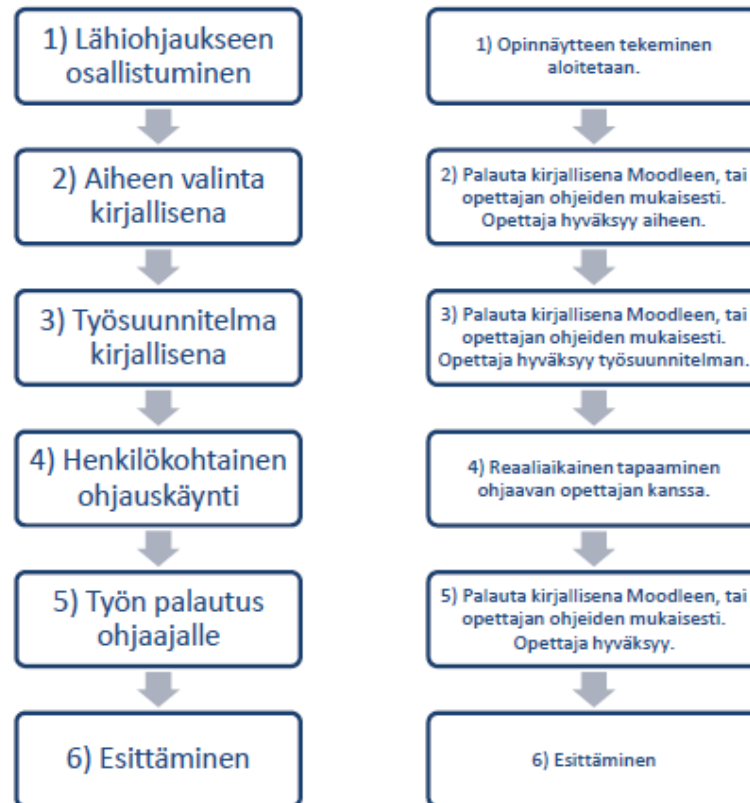 1) Lähiohjaukseen
osallistuminen
2) Aiheen valinta
kirjallisena
3) Työsuunnitelma
kirjallisena
4) Henkilökohtainen
ohjauskäynti
5) Työn palautus
ohjaajalle
6) Esittäminen
1) Opinnäytteen tekeminen
aloitetaan.
2) Palauta kirjallisena Moodleen, tai
opettajan ohjeiden mukaisesti.
Opettaja hyväksyy aiheen.
3) Palauta kirjallisena Moodleen, tai
opettajan ohjeiden mukaisesti.
Opettaja hyväksyy työsuunnitelman.
4) Reaaliaikainen tapaaminen
ohjaavan opettajan kanssa.
5) Palauta kirjallisena Moodleen, tai
opettajan ohjeiden mukaisesti.
Opettaja hyväksyy.
6) Esittäminen